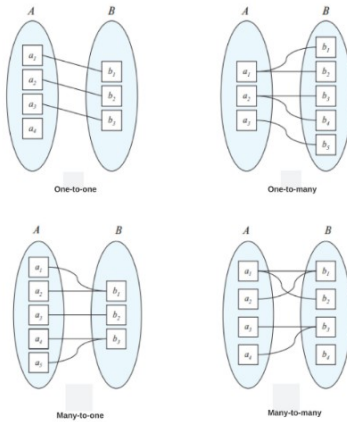 A B
a1
a2
a3
a4
b1
b2
b3
One-to-one
A B
a1
a2
a3
b1
b2
b3
b4
b5
One-to-many
A B
a1
a2
a3
a4
a5
b1
b2
b3
Many-to-one
A B
a1
a2
a3
a4
b1
b2
b3
b4
Many-to-many